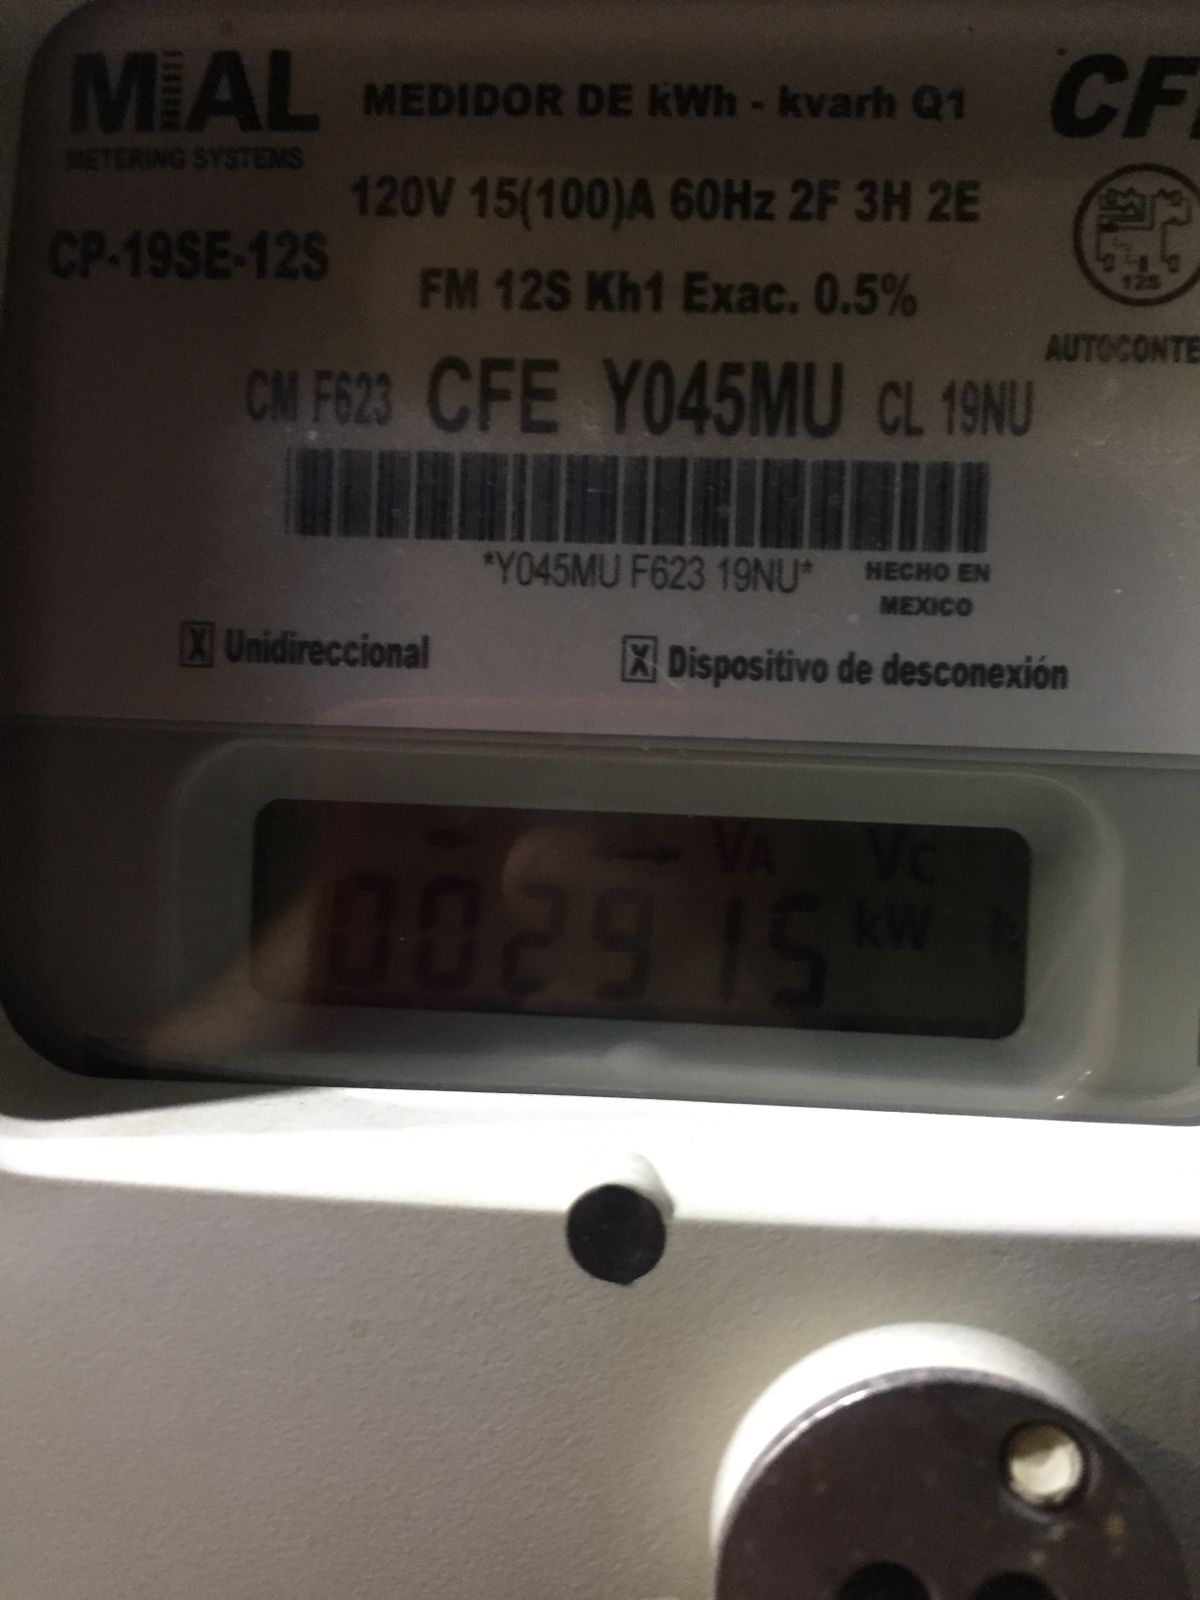 MIAL MEDIDOR DE kWh - kvarh Q1
METERING SYSTEMS
120V 15(100)A 60Hz 2F 3H 2E
CP-19SE-12S
FM 12S Kh1 Exac. 0.5%
12S
CM F623 CFE Y045MU CL 19NU
*Y045MU F623 19NU* HECHO EN
MEXICO
X Unidireccional X Dispositivo de desconexión
VA VC
002915 kW